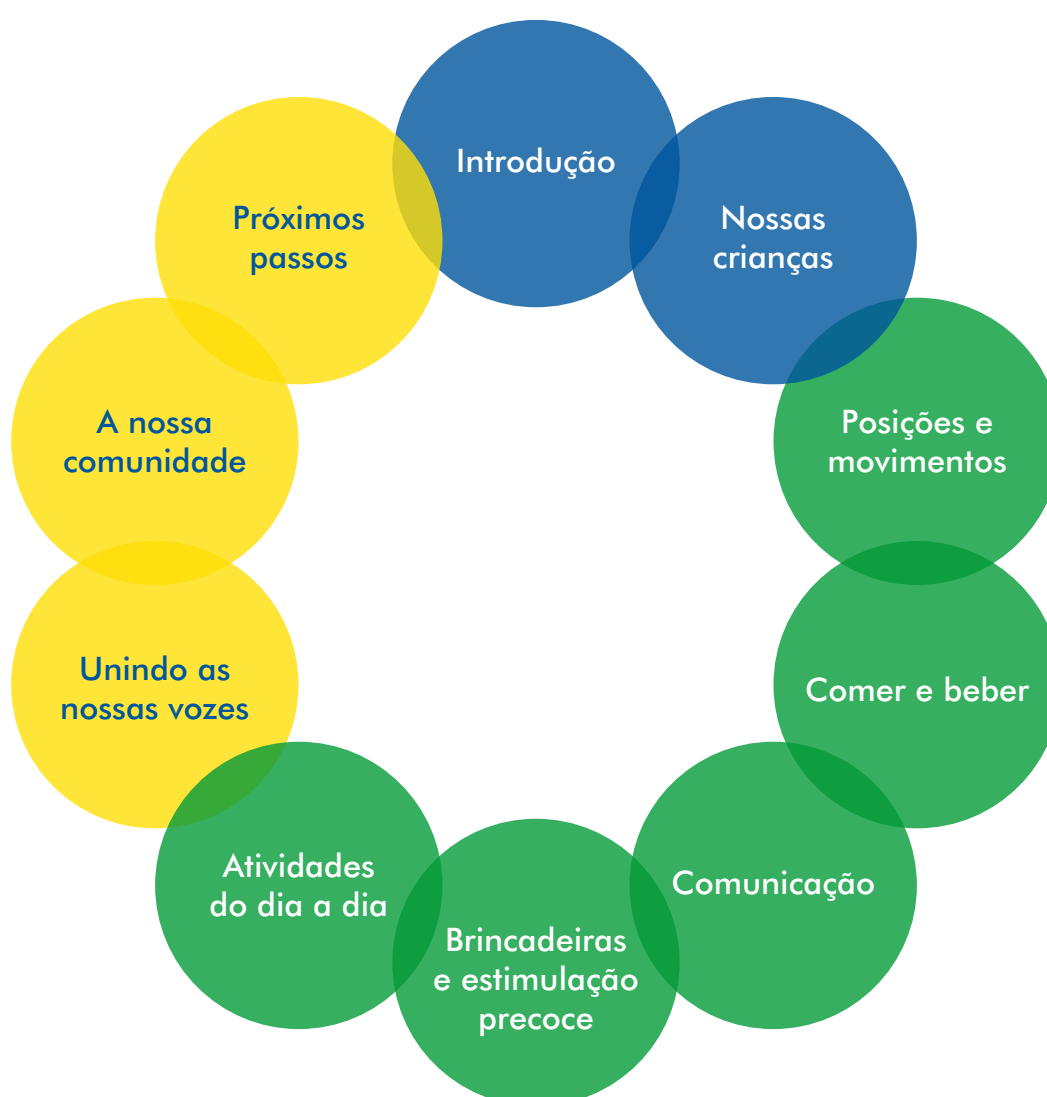 Introdução
Nossas
crianças
Posições e
movimentos
Comer e beber
Comunicação
Brincadeiras
e estimulação
precoce
Atividades
do dia a dia
Unindo as
nossas vozes
A nossa
comunidade
Próximos
passos